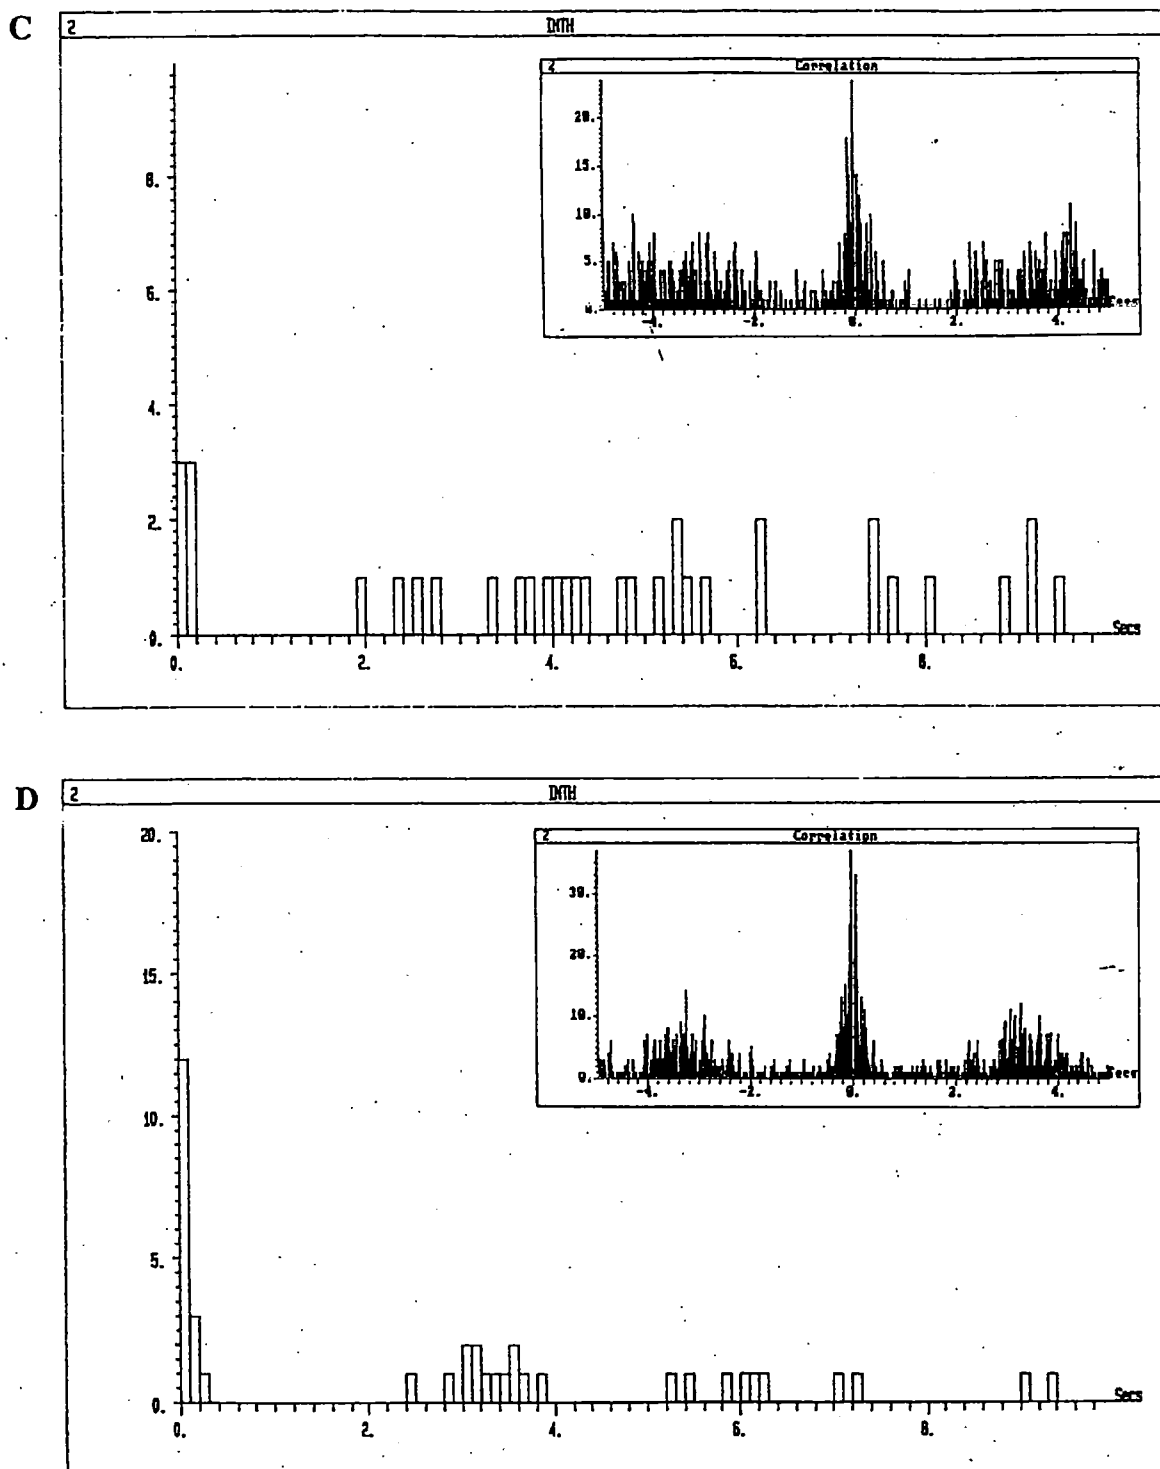 C
2 INTH
2 Correlation
20.
15.
10.
5.
0.
-4. -2. 0. 2. 4. Secs
8.
6.
4.
2.
0.
0. 2. 4. 6. 8. Secs
D
2 INTH
2 Correlation
30.
20.
10.
0.
-4. -2. 0. 2. 4. Secs
20.
15.
10.
5.
0.
0. 2. 4. 6. 8. Secs